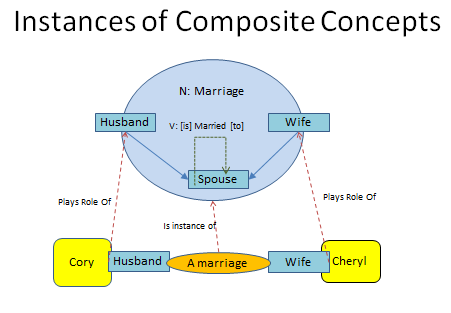 Instances of Composite Concepts
N: Marriage
Husband
V: [is] Married [to]
Wife
Spouse
Plays Role Of
Plays Role Of
Is instance of
Cory
Husband
A marriage
Wife
Cheryl